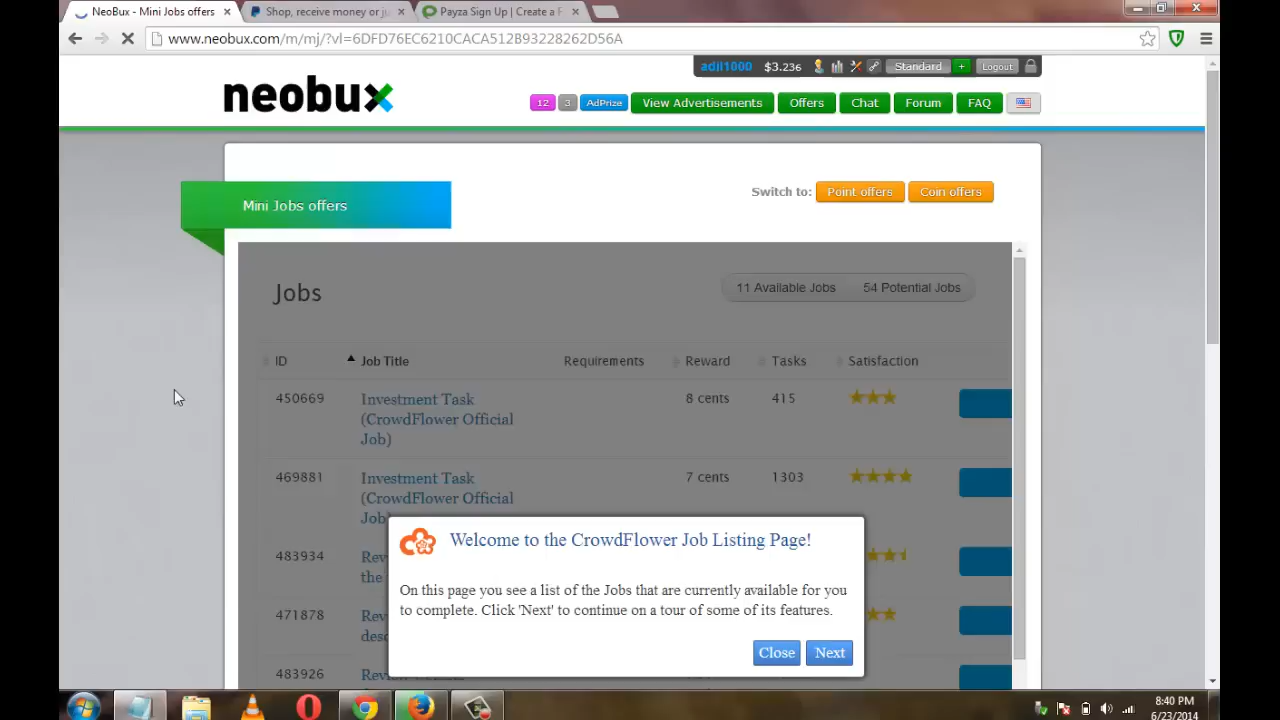 NeoBux - Mini Jobs offers
Shop, receive money or ju
Payza Sign Up | Create a F
www.neobux.com/m/mj/?vl=6DFD76EC6210CACA512B93228262D56A
neobux
adil1000 $3.236 Standard + Logout
12 3 AdPrize View Advertisements Offers Chat Forum FAQ
Mini Jobs offers
Switch to: Point offers Coin offers
Jobs
11 Available Jobs 54 Potential Jobs
ID Job Title Requirements Reward Tasks Satisfaction
450669 Investment Task 8 cents 415
(CrowdFlower Official
Job)
469881 Investment Task 7 cents 1303
(CrowdFlower Official
Job)
483934 Rev
the
471878 Rev
desc
483926
Welcome to the CrowdFlower Job Listing Page!
On this page you see a list of the Jobs that are currently available for you
to complete. Click 'Next' to continue on a tour of some of its features.
Close Next
8:40 PM
6/23/2014